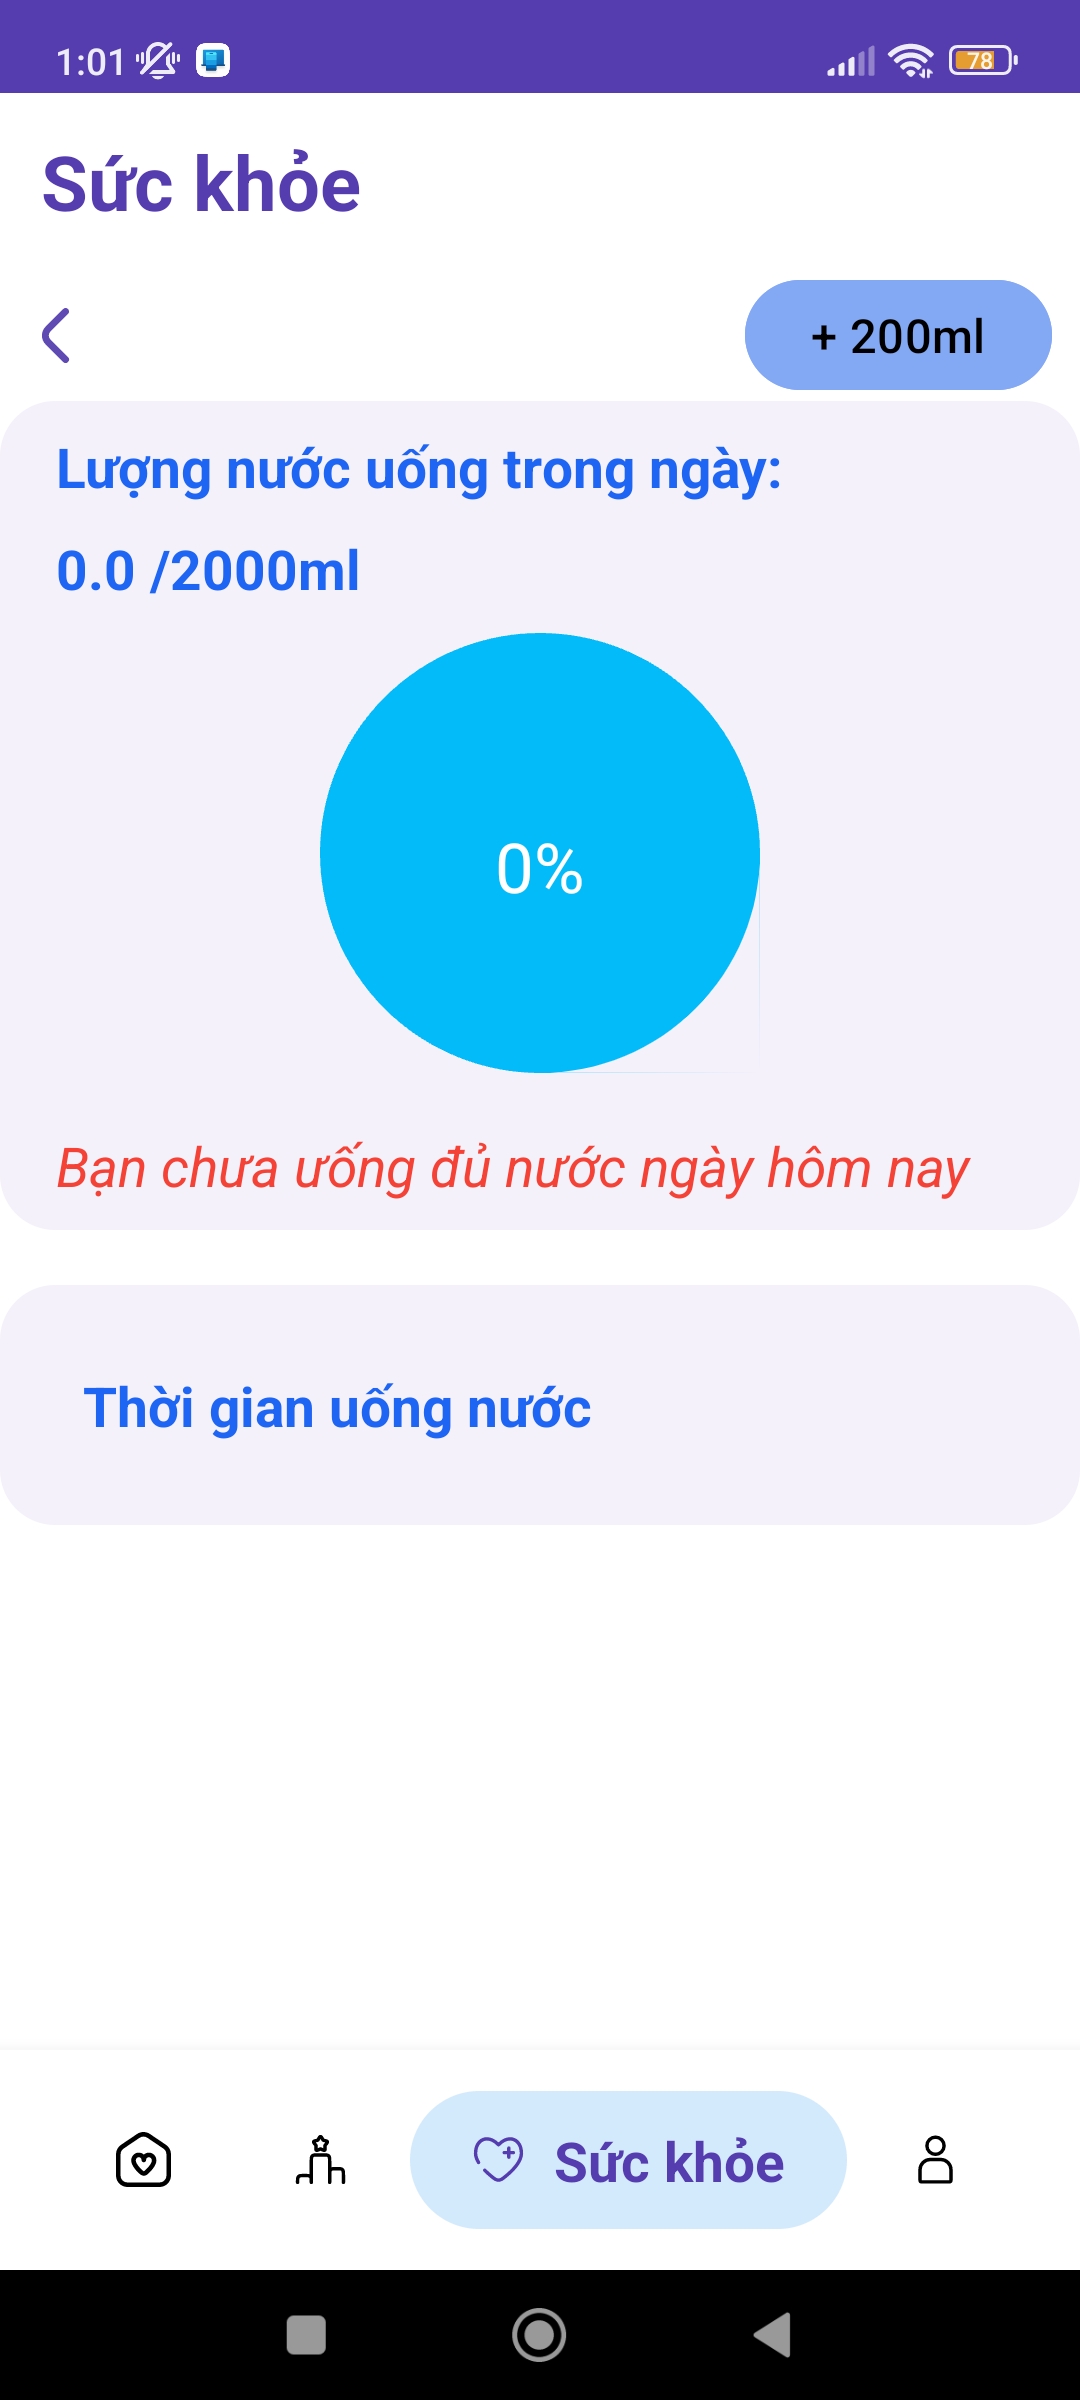 1:01
78
Sức khỏe
+ 200ml
Lượng nước uống trong ngày:
0.0 /2000ml
0%
Bạn chưa ưống đủ nước ngày hôm nay
Thời gian uống nước
Sức khỏe